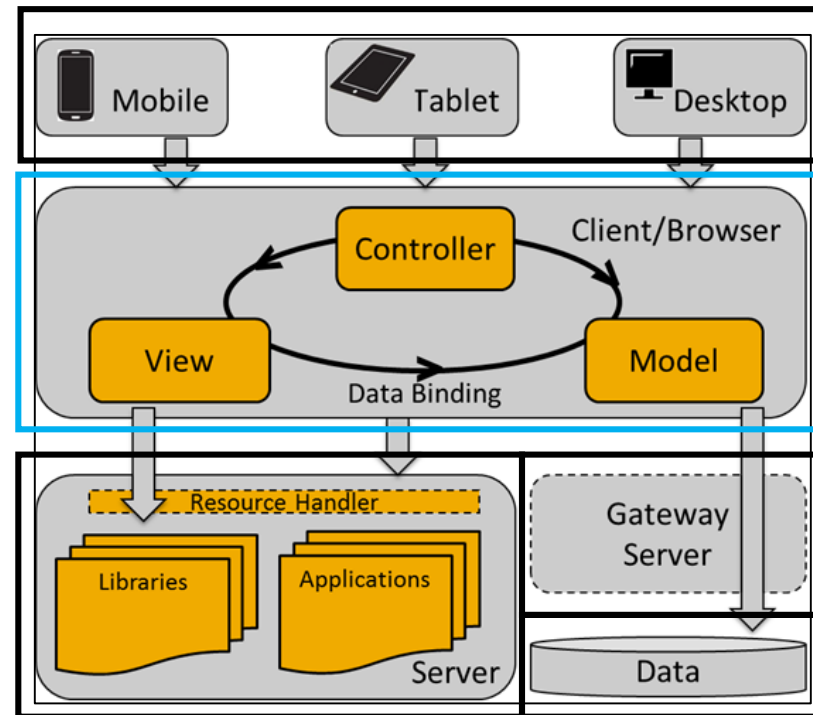 Mobile
Tablet
Desktop
Client/Browser
Controller
View
Model
Data Binding
Resource Handler
Libraries
Applications
Server
Gateway
Server
Data